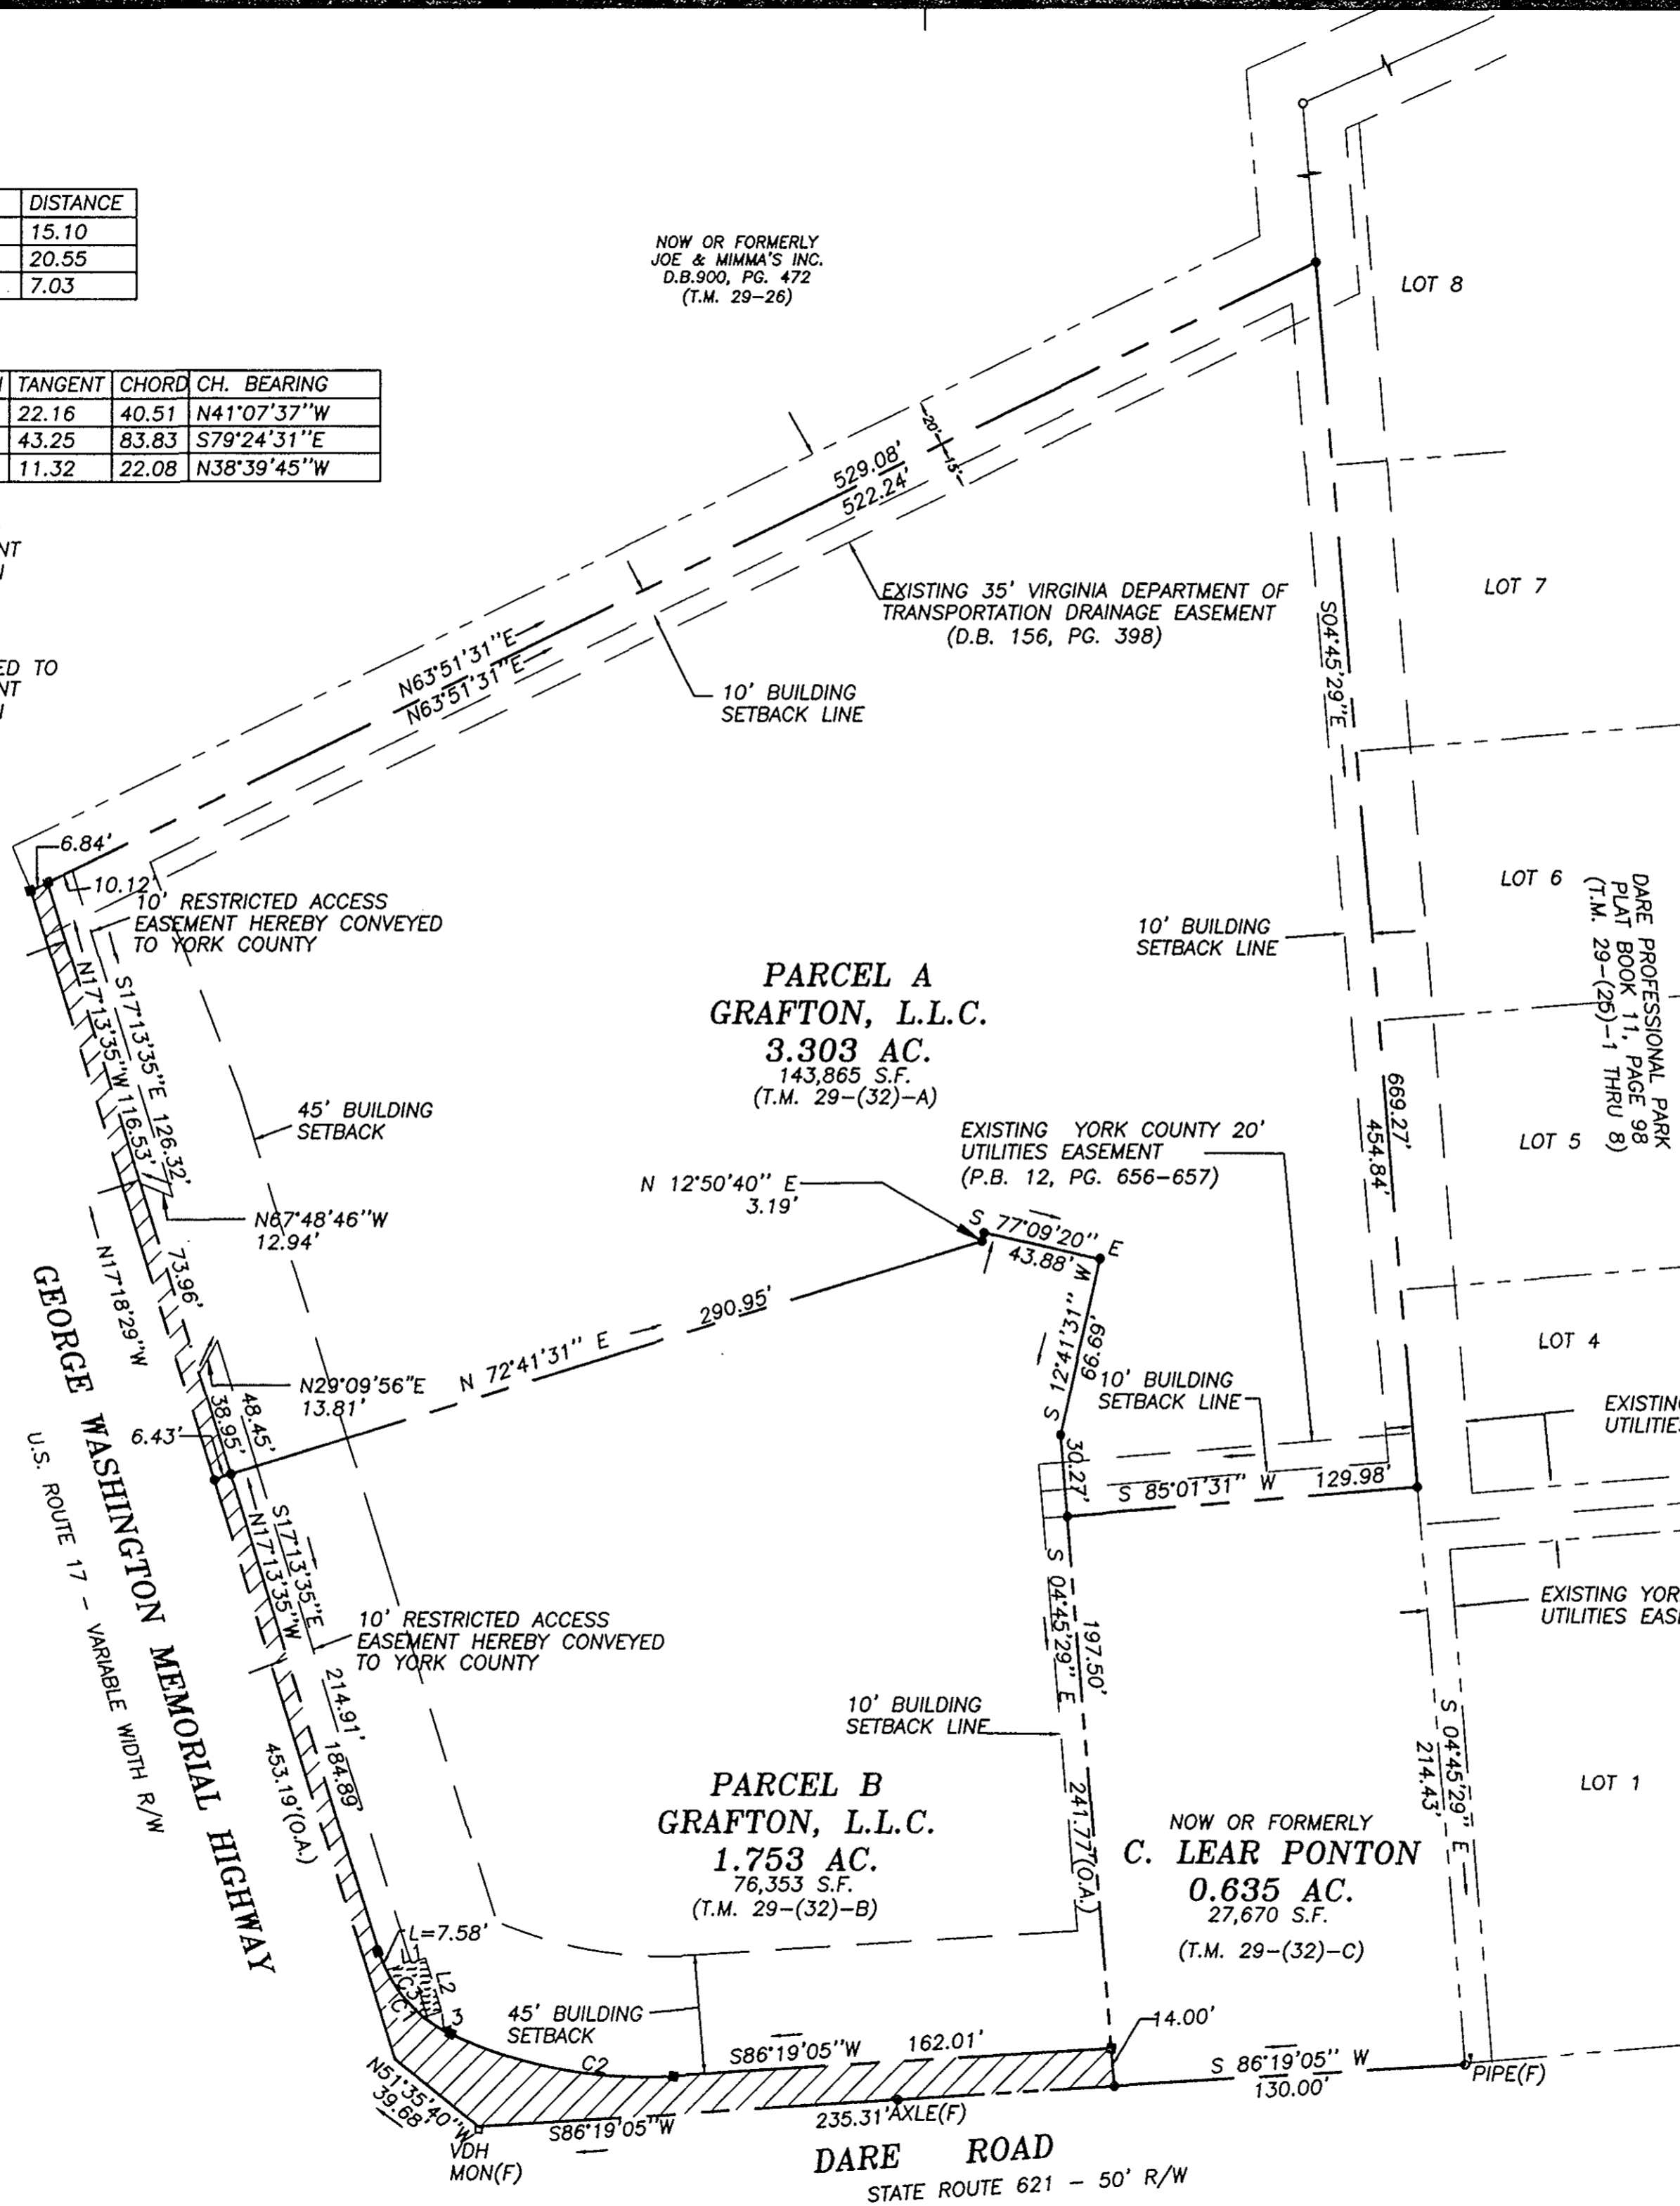 DISTANCE
15.10
20.55
7.03
TANGENT CHORD CH. BEARING
22.16 40.51 N41°07'37"W
43.25 83.83 S79°24'31"E
11.32 22.08 N38°39'45"W
NT
ED TO
NT
NOW OR FORMERLY
JOE & MIMMA'S INC.
D.B.900, PG. 472
(T.M. 29-26)
LOT 8
20'
15'
529.08'
522.24'
EXISTING 35' VIRGINIA DEPARTMENT OF
TRANSPORTATION DRAINAGE EASEMENT
(D.B. 156, PG. 398)
LOT 7
N63°51'31"E
N63°51'31"E
10' BUILDING
SETBACK LINE
S04°45'29"E
6.84'
10.12'
10' RESTRICTED ACCESS
EASEMENT HEREBY CONVEYED
TO YORK COUNTY
LOT 6
DARE PROFESSIONAL PARK
PLAT BOOK 11, PAGE 98
(T.M. 29-(25)-1 THRU 8)
10' BUILDING
SETBACK LINE
PARCEL A
GRAFTON, L.L.C.
3.303 AC.
143,865 S.F.
(T.M. 29-(32)-A)
N17°13'35"W 116.53'
S17°13'35"E 126.32'
45' BUILDING
SETBACK
669.27'
454.84'
LOT 5
EXISTING YORK COUNTY 20'
UTILITIES EASEMENT
(P.B. 12, PG. 656-657)
N 12°50'40" E
3.19'
N67°48'46"W
12.94'
S 77°09'20" E
43.88'
N17°18'29"W
73.96'
GEORGE WASHINGTON MEMORIAL HIGHWAY
U.S. ROUTE 17 - VARIABLE WIDTH R/W
N 72°41'31" E
290.95'
S 12°41'31" W
66.69'
LOT 4
N29°09'56"E
13.81'
10' BUILDING
SETBACK LINE
EXISTING
UTILITIES
6.43'
38.95'
48.45'
30.27'
S 85°01'31" W 129.98'
N17°13'35"W
S17°13'35"E
S 04°45'29" E
197.50'
EXISTING YOR
UTILITIES EAS
10' RESTRICTED ACCESS
EASEMENT HEREBY CONVEYED
TO YORK COUNTY
214.91'
184.89'
453.19'(O.A.)
10' BUILDING
SETBACK LINE
S 04°45'29" E
214.43'
PARCEL B
GRAFTON, L.L.C.
1.753 AC.
76,353 S.F.
(T.M. 29-(32)-B)
241.77'(O.A.)
LOT 1
NOW OR FORMERLY
C. LEAR PONTON
0.635 AC.
27,670 S.F.
(T.M. 29-(32)-C)
L=7.58'
L1
L2
C3
C1
3
C2
45' BUILDING
SETBACK
14.00'
S86°19'05"W 162.01'
S 86°19'05" W
130.00'
PIPE(F)
N51°35'40"W
39.68'
S86°19'05"W
235.31'
AXLE(F)
VDH
MON(F)
DARE ROAD
STATE ROUTE 621 - 50' R/W